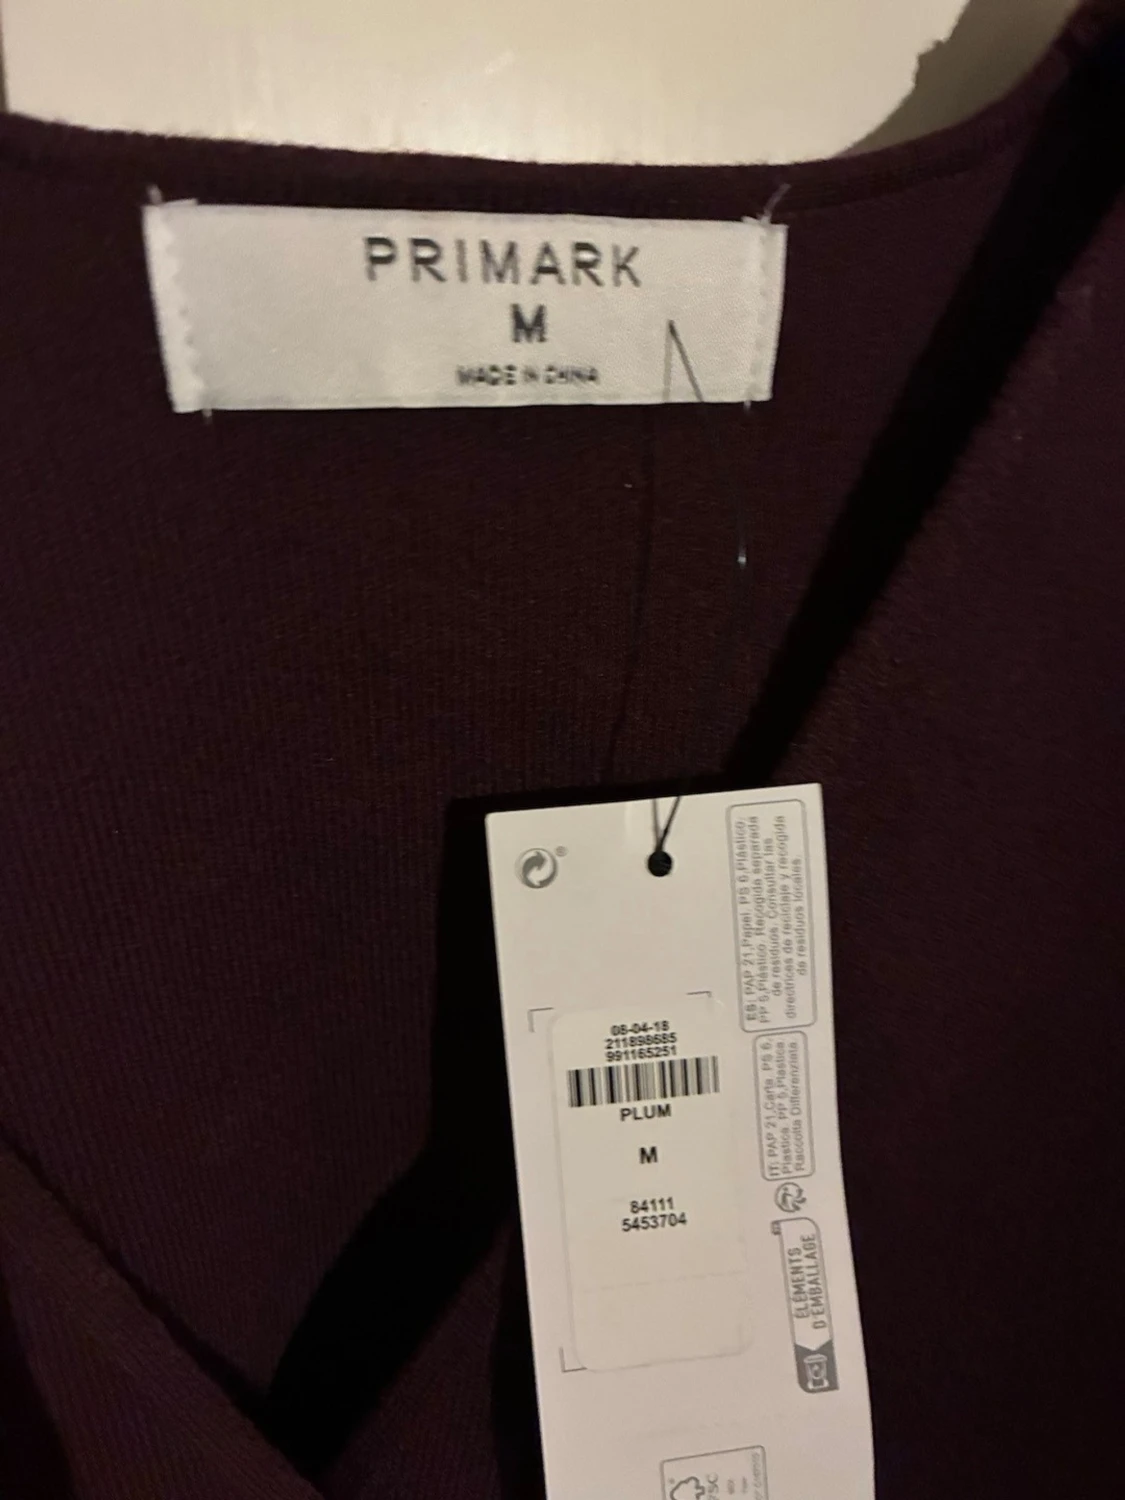 PRIMARK
M
MADE IN CHINA
08-04-18
211898685
991165251
PLUM
M
84111
5453704
ES: PAP 21,Papel. PS 6,Plástico.
PP 5,Plástico. Recogida separada
de residuos. Consultar las
directrices de reciclaje y recogida
de residuos locales.
IT: PAP 21,Carta. PS 6,
Plastica. PP 5,Plastica.
Raccolta Differenziata.
ÉLÉMENTS
D'EMBALLAGE